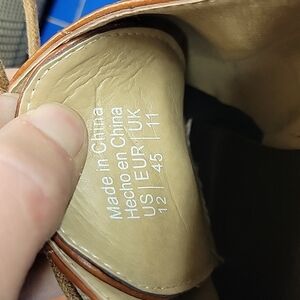 Made in China
Hecho en China
US | EUR | UK
12 | 45 | 11